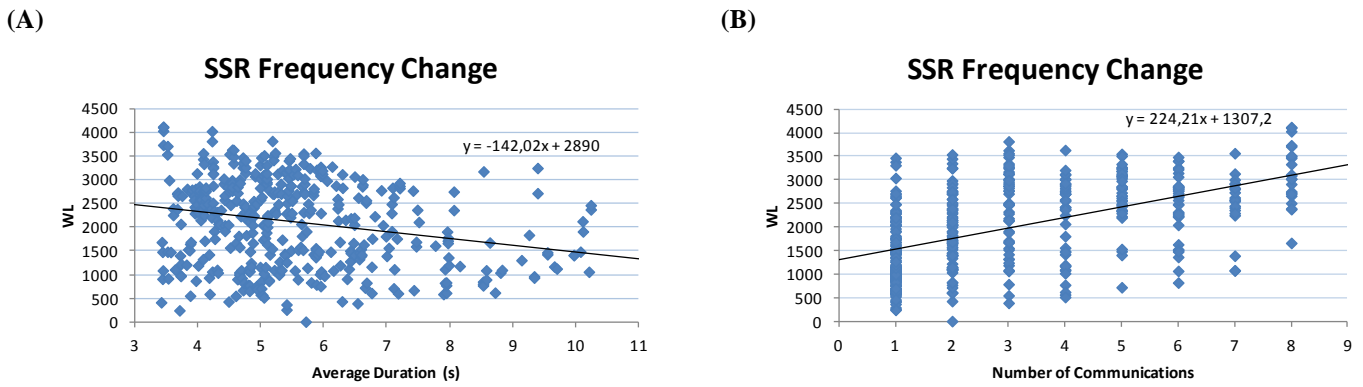 (A)
SSR Frequency Change
y = -142,02x + 2890
4500
4000
3500
3000
2500
2000
1500
1000
500
0
WL
3 4 5 6 7 8 9 10 11
Average Duration (s)
(B)
SSR Frequency Change
y = 224,21x + 1307,2
4500
4000
3500
3000
2500
2000
1500
1000
500
0
WL
0 1 2 3 4 5 6 7 8 9
Number of Communications